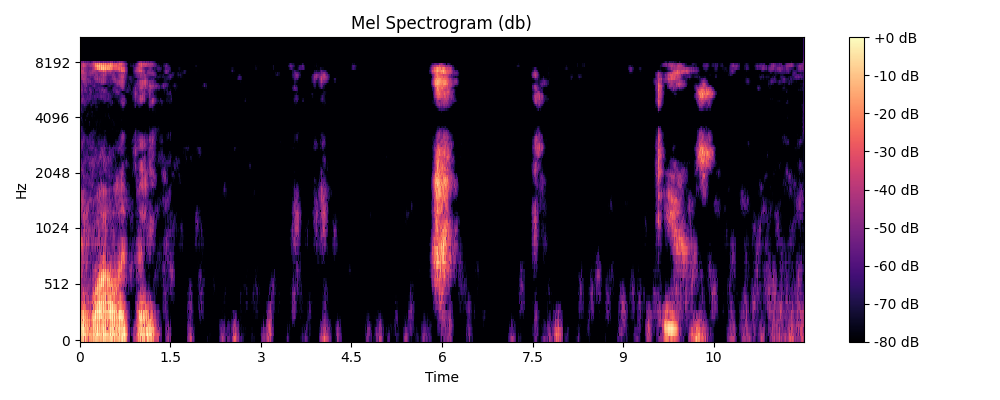 Mel Spectrogram (db)
+0 dB
8192
-10 dB
4096
-20 dB
-30 dB
Hz
2048
-40 dB
1024
-50 dB
-60 dB
512
-70 dB
0
-80 dB
0 1.5 3 4.5 6 7.5 9 10
Time